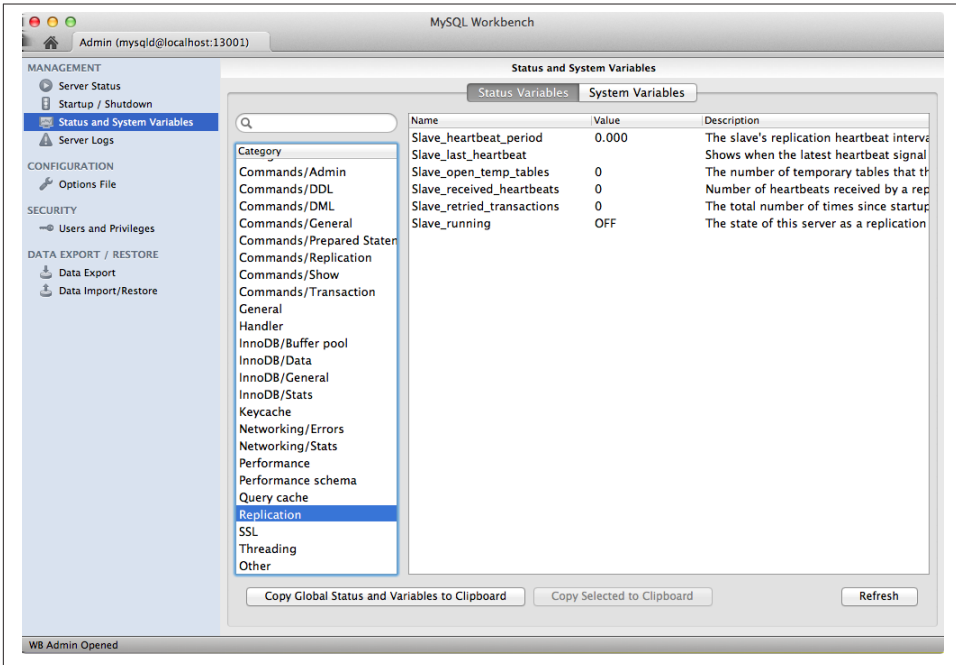 MySQL Workbench
Admin (mysqld@localhost:13001)
MANAGEMENT
Server Status
Startup / Shutdown
Status and System Variables
Server Logs
CONFIGURATION
Options File
SECURITY
Users and Privileges
DATA EXPORT / RESTORE
Data Export
Data Import/Restore
Status and System Variables
Status Variables
System Variables
Category
Commands/Admin
Commands/DDL
Commands/DML
Commands/General
Commands/Prepared Staten
Commands/Replication
Commands/Show
Commands/Transaction
General
Handler
InnoDB/Buffer pool
InnoDB/Data
InnoDB/General
InnoDB/Stats
Keycache
Networking/Errors
Networking/Stats
Performance
Performance schema
Query cache
Replication
SSL
Threading
Other
Name Value Description
Slave_heartbeat_period 0.000 The slave's replication heartbeat interva
Slave_last_heartbeat Shows when the latest heartbeat signal
Slave_open_temp_tables 0 The number of temporary tables that th
Slave_received_heartbeats 0 Number of heartbeats received by a rep
Slave_retried_transactions 0 The total number of times since startup
Slave_running OFF The state of this server as a replication
Copy Global Status and Variables to Clipboard
Copy Selected to Clipboard
Refresh
WB Admin Opened